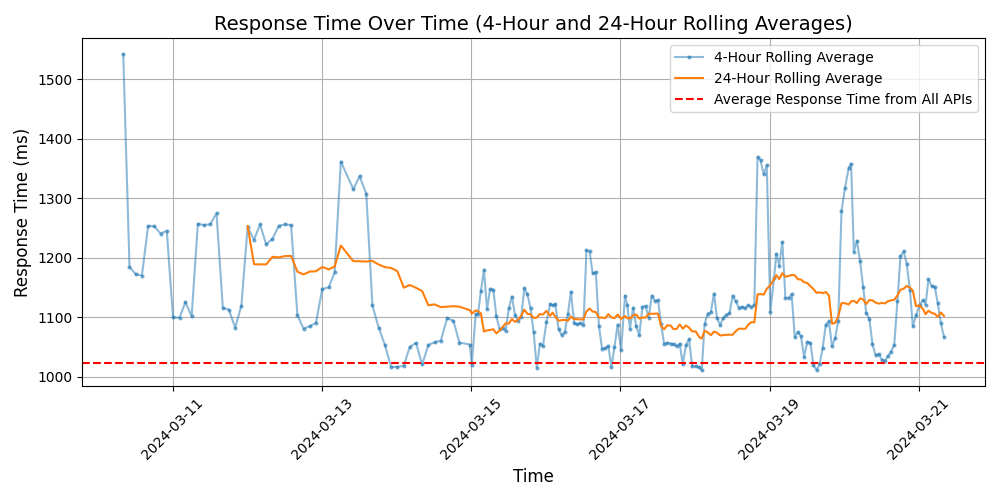 Response Time Over Time (4-Hour and 24-Hour Rolling Averages)
4-Hour Rolling Average
24-Hour Rolling Average
Average Response Time from All APIs
Response Time (ms)
1500
1400
1300
1200
1100
1000
2024-03-11
2024-03-13
2024-03-15
2024-03-17
2024-03-19
2024-03-21
Time